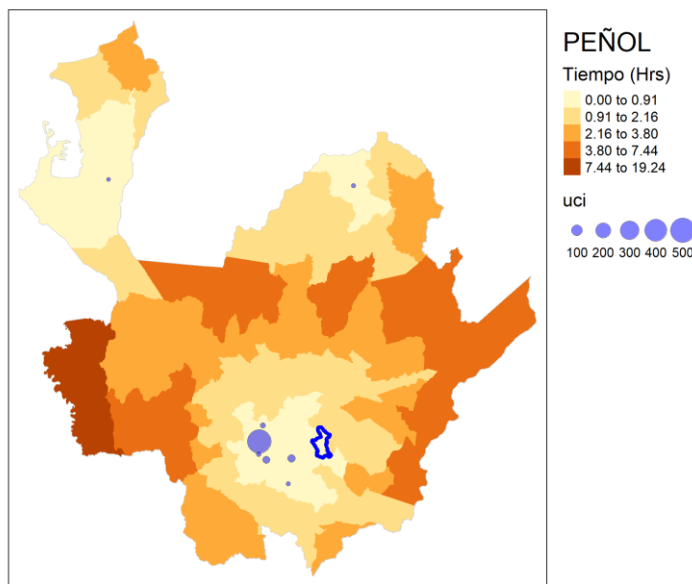 PEÑOL
Tiempo (Hrs)
0.00 to 0.91
0.91 to 2.16
2.16 to 3.80
3.80 to 7.44
7.44 to 19.24
uci
100 200 300 400 500